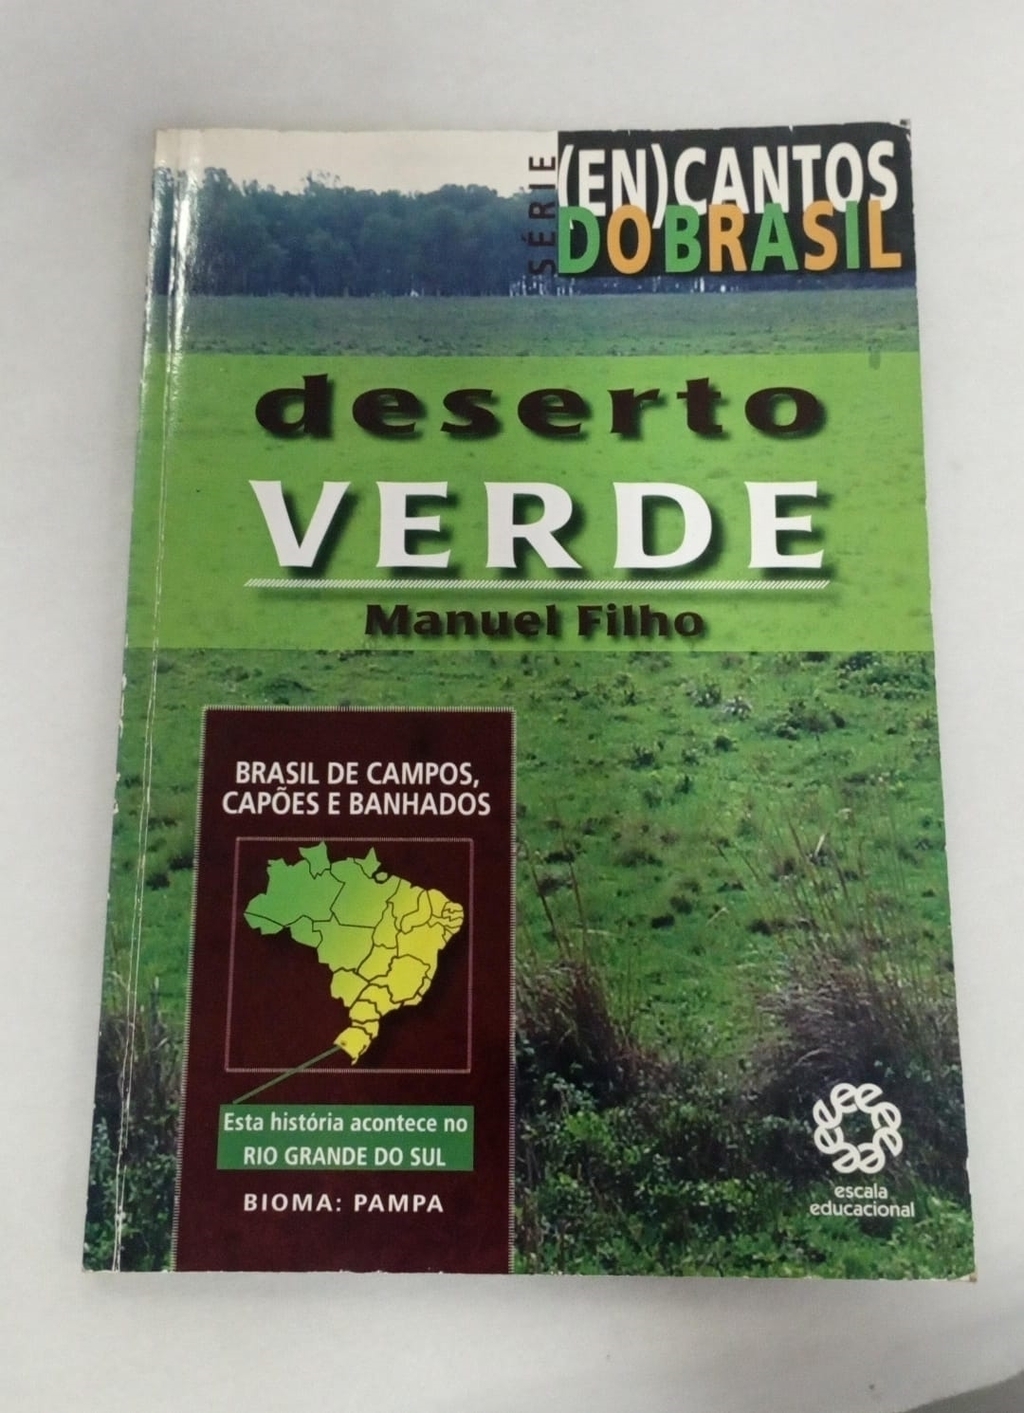 SÉRIE
(EN)CANTOS
DO BRASIL
deserto
VERDE
Manuel Filho
BRASIL DE CAMPOS,
CAPÕES E BANHADOS
Esta história acontece no
RIO GRANDE DO SUL
BIOMA: PAMPA
escala
educacional